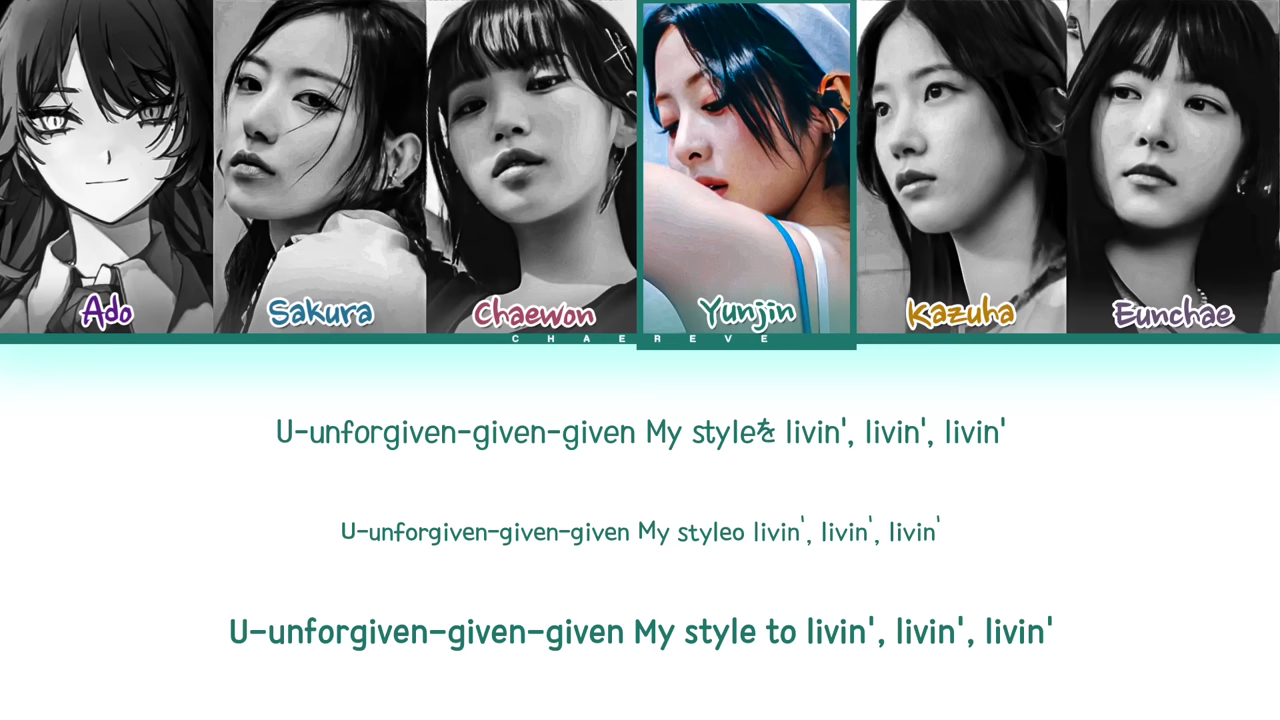 Ado Sakura Chaewon Yunjin Kazuha Eunchae
CHAEREVE
U-unforgiven-given-given My styleを livin', livin', livin'
U-unforgiven-given-given My styleo livin', livin', livin'
U-unforgiven-given-given My style to livin', livin', livin'